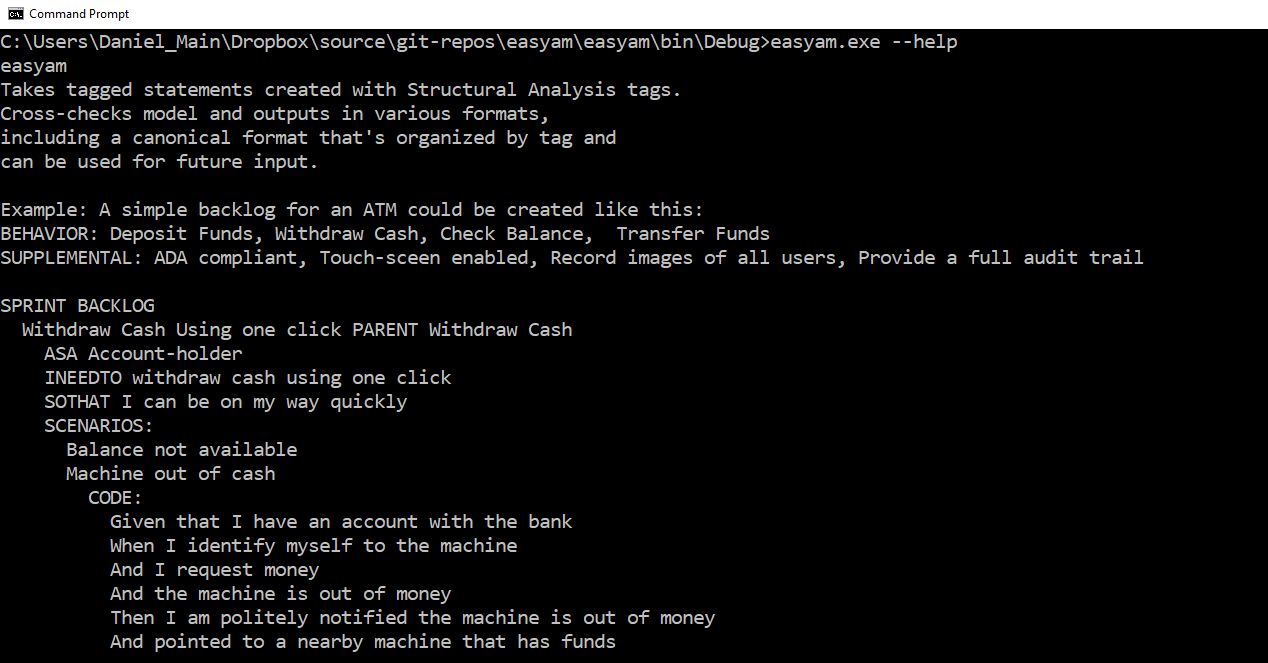 Command Prompt
C:\Users\Daniel_Main\Dropbox\source\git-repos\easyam\easyam\bin\Debug>easyam.exe --help
easyam
Takes tagged statements created with Structural Analysis tags.
Cross-checks model and outputs in various formats,
including a canonical format that's organized by tag and
can be used for future input.
Example: A simple backlog for an ATM could be created like this:
BEHAVIOR: Deposit Funds, Withdraw Cash, Check Balance,  Transfer Funds
SUPPLEMENTAL: ADA compliant, Touch-sceen enabled, Record images of all users, Provide a full audit trail
SPRINT BACKLOG
  Withdraw Cash Using one click PARENT Withdraw Cash
    ASA Account-holder
    INEEDTO withdraw cash using one click
    SOTHAT I can be on my way quickly
    SCENARIOS:
      Balance not available
      Machine out of cash
        CODE:
          Given that I have an account with the bank
          When I identify myself to the machine
          And I request money
          And the machine is out of money
          Then I am politely notified the machine is out of money
          And pointed to a nearby machine that has funds